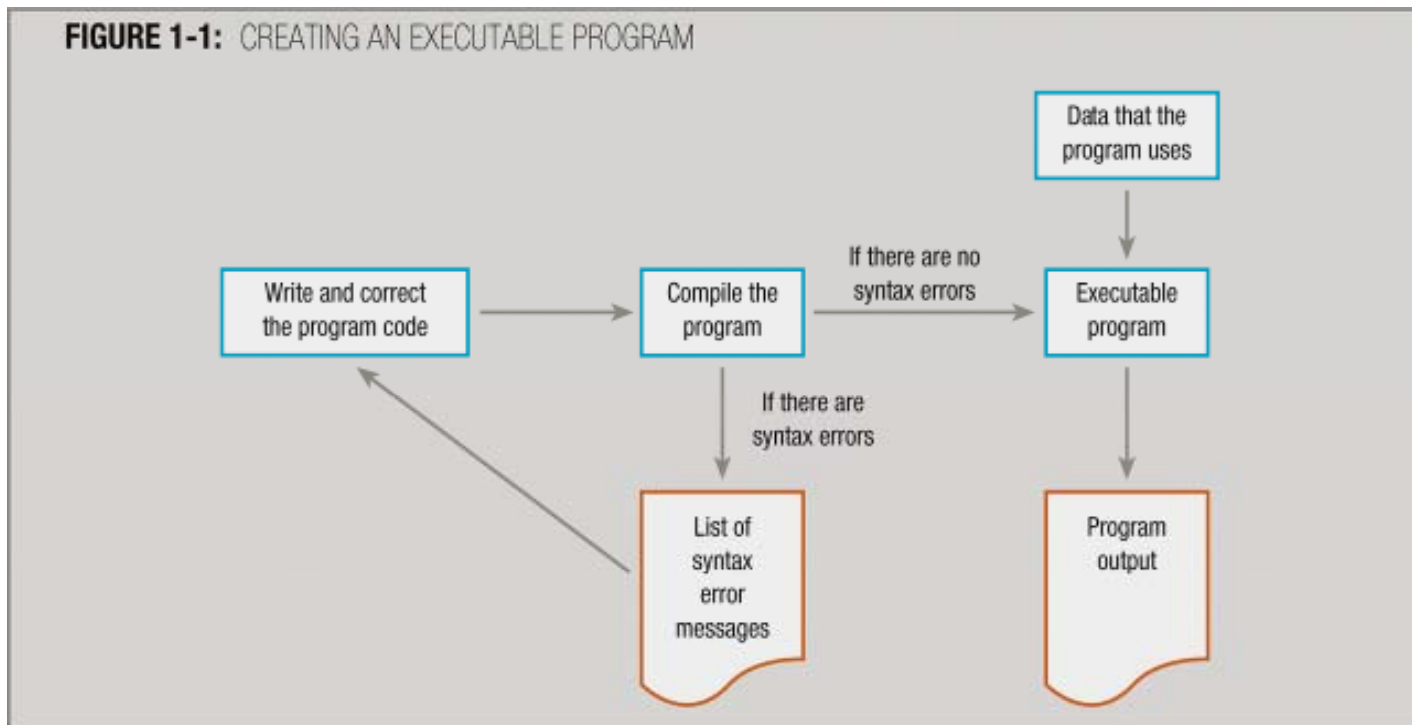 FIGURE 1-1: CREATING AN EXECUTABLE PROGRAM
Data that the
program uses
If there are no
syntax errors
Write and correct
the program code
Compile the
program
Executable
program
If there are
syntax errors
List of
syntax
error
messages
Program
output